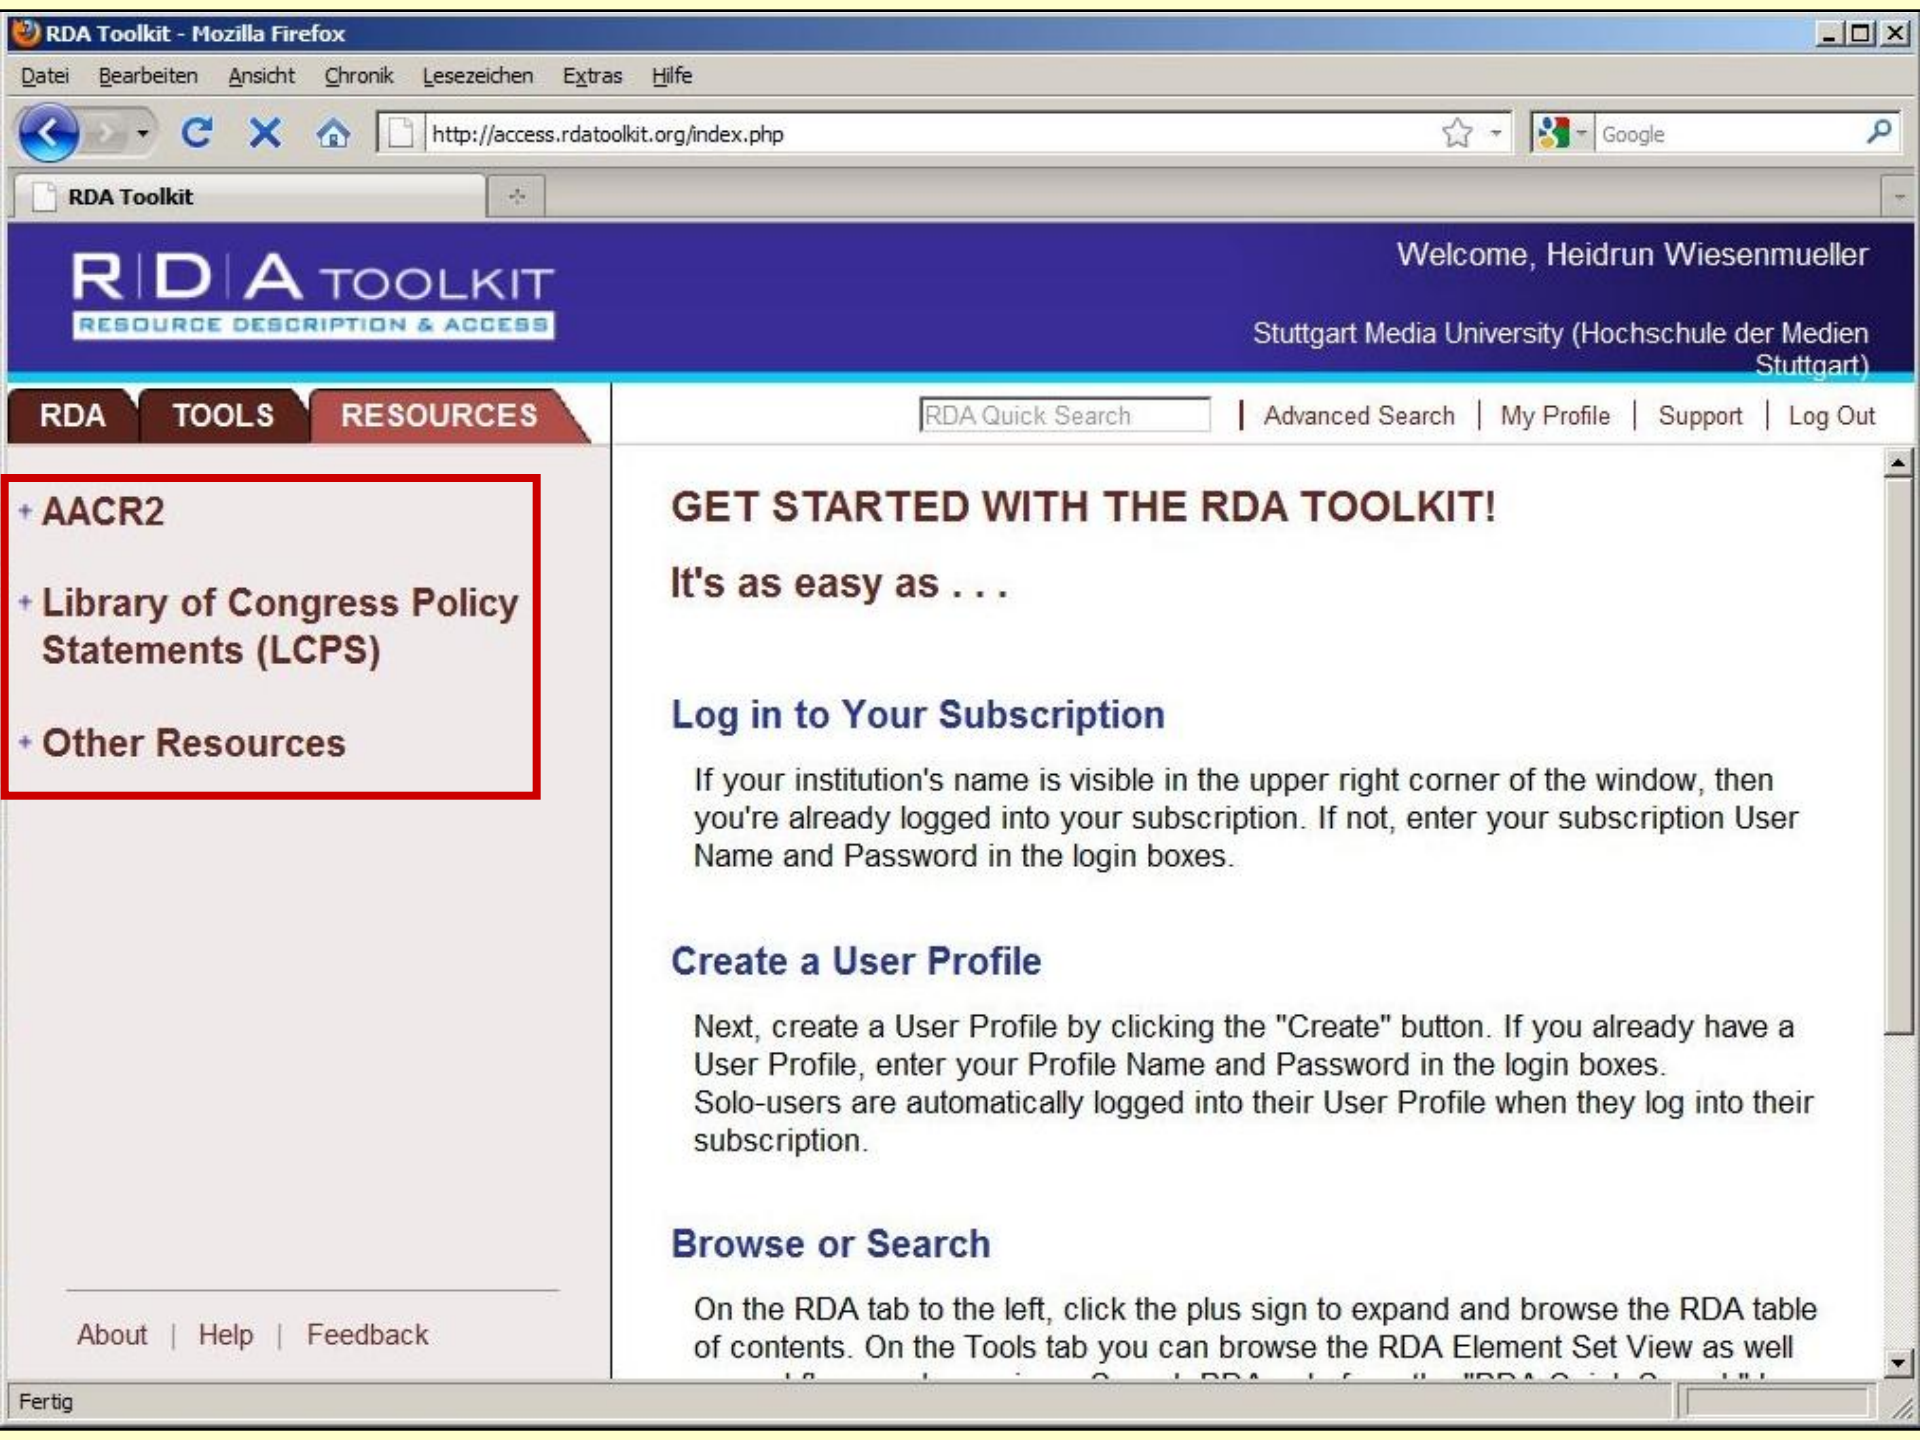 RDA Toolkit - Mozilla Firefox
Datei Bearbeiten Ansicht Chronik Lesezeichen Extras Hilfe
http://access.rdatoolkit.org/index.php
Google
RDA Toolkit
RDA TOOLKIT
RESOURCE DESCRIPTION & ACCESS
Welcome, Heidrun Wiesenmueller
Stuttgart Media University (Hochschule der Medien
Stuttgart)
RDA TOOLS RESOURCES
RDA Quick Search | Advanced Search | My Profile | Support | Log Out
+ AACR2
+ Library of Congress Policy
Statements (LCPS)
+ Other Resources
About | Help | Feedback
GET STARTED WITH THE RDA TOOLKIT!
It's as easy as . . .
Log in to Your Subscription
If your institution's name is visible in the upper right corner of the window, then
you're already logged into your subscription. If not, enter your subscription User
Name and Password in the login boxes.
Create a User Profile
Next, create a User Profile by clicking the "Create" button. If you already have a
User Profile, enter your Profile Name and Password in the login boxes.
Solo-users are automatically logged into their User Profile when they log into their
subscription.
Browse or Search
On the RDA tab to the left, click the plus sign to expand and browse the RDA table
of contents. On the Tools tab you can browse the RDA Element Set View as well
Fertig